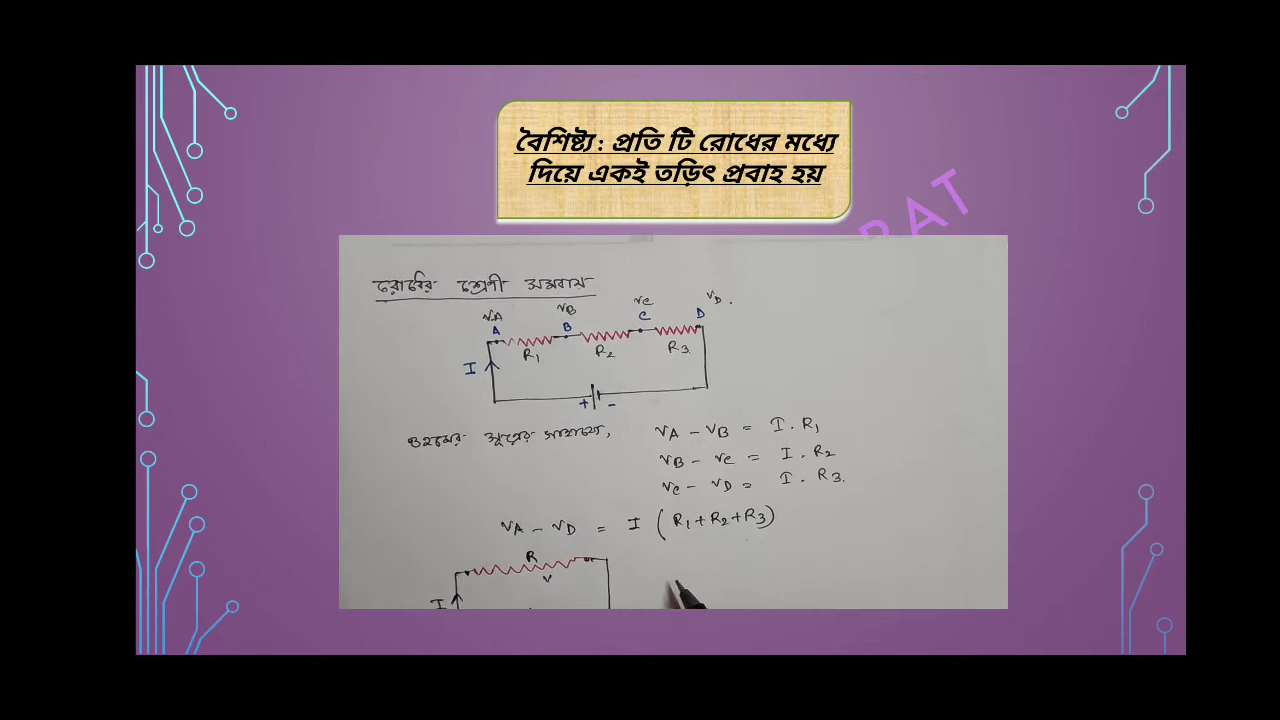 বৈশিষ্ট্য : প্রতি টি রোধের মধ্যে
দিয়ে একই তড়িৎ প্রবাহ হয়
RAT
রোধের শ্রেণী সমবায়
VA VB VC VD .
A B C D
R1 R2 R3.
I
+ -
ওহমের সূত্রের সাহায্যে,
VA - VB = I . R1
VB - VC = I . R2
VC - VD = I . R3.
VA - VD = I (R1+R2+R3)
R
V
I